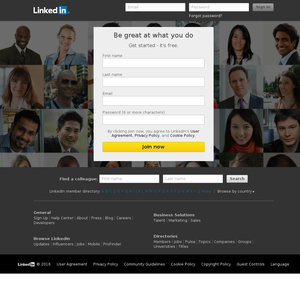 Linked in
Email
Password
Sign in
Forgot password?
Be great at what you do
Get started - it's free.
First name
Last name
Email
Password (6 or more characters)
By clicking Join now, you agree to LinkedIn's User
Agreement, Privacy Policy, and Cookie Policy.
Join now
Find a colleague:
First name
Last name
Search
LinkedIn member directory:
Browse by country
General
Sign Up | Help Center | About | Press | Blog | Careers |
Developers
Business Solutions
Talent | Marketing | Sales
Browse LinkedIn
Updates | Influencers | Jobs | Mobile | ProFinder
Directories
Members | Jobs | Pulse | Topics | Companies | Groups |
Universities | Titles
LinkedIn © 2016 User Agreement Privacy Policy Community Guidelines Cookie Policy Copyright Policy Guest Controls Language